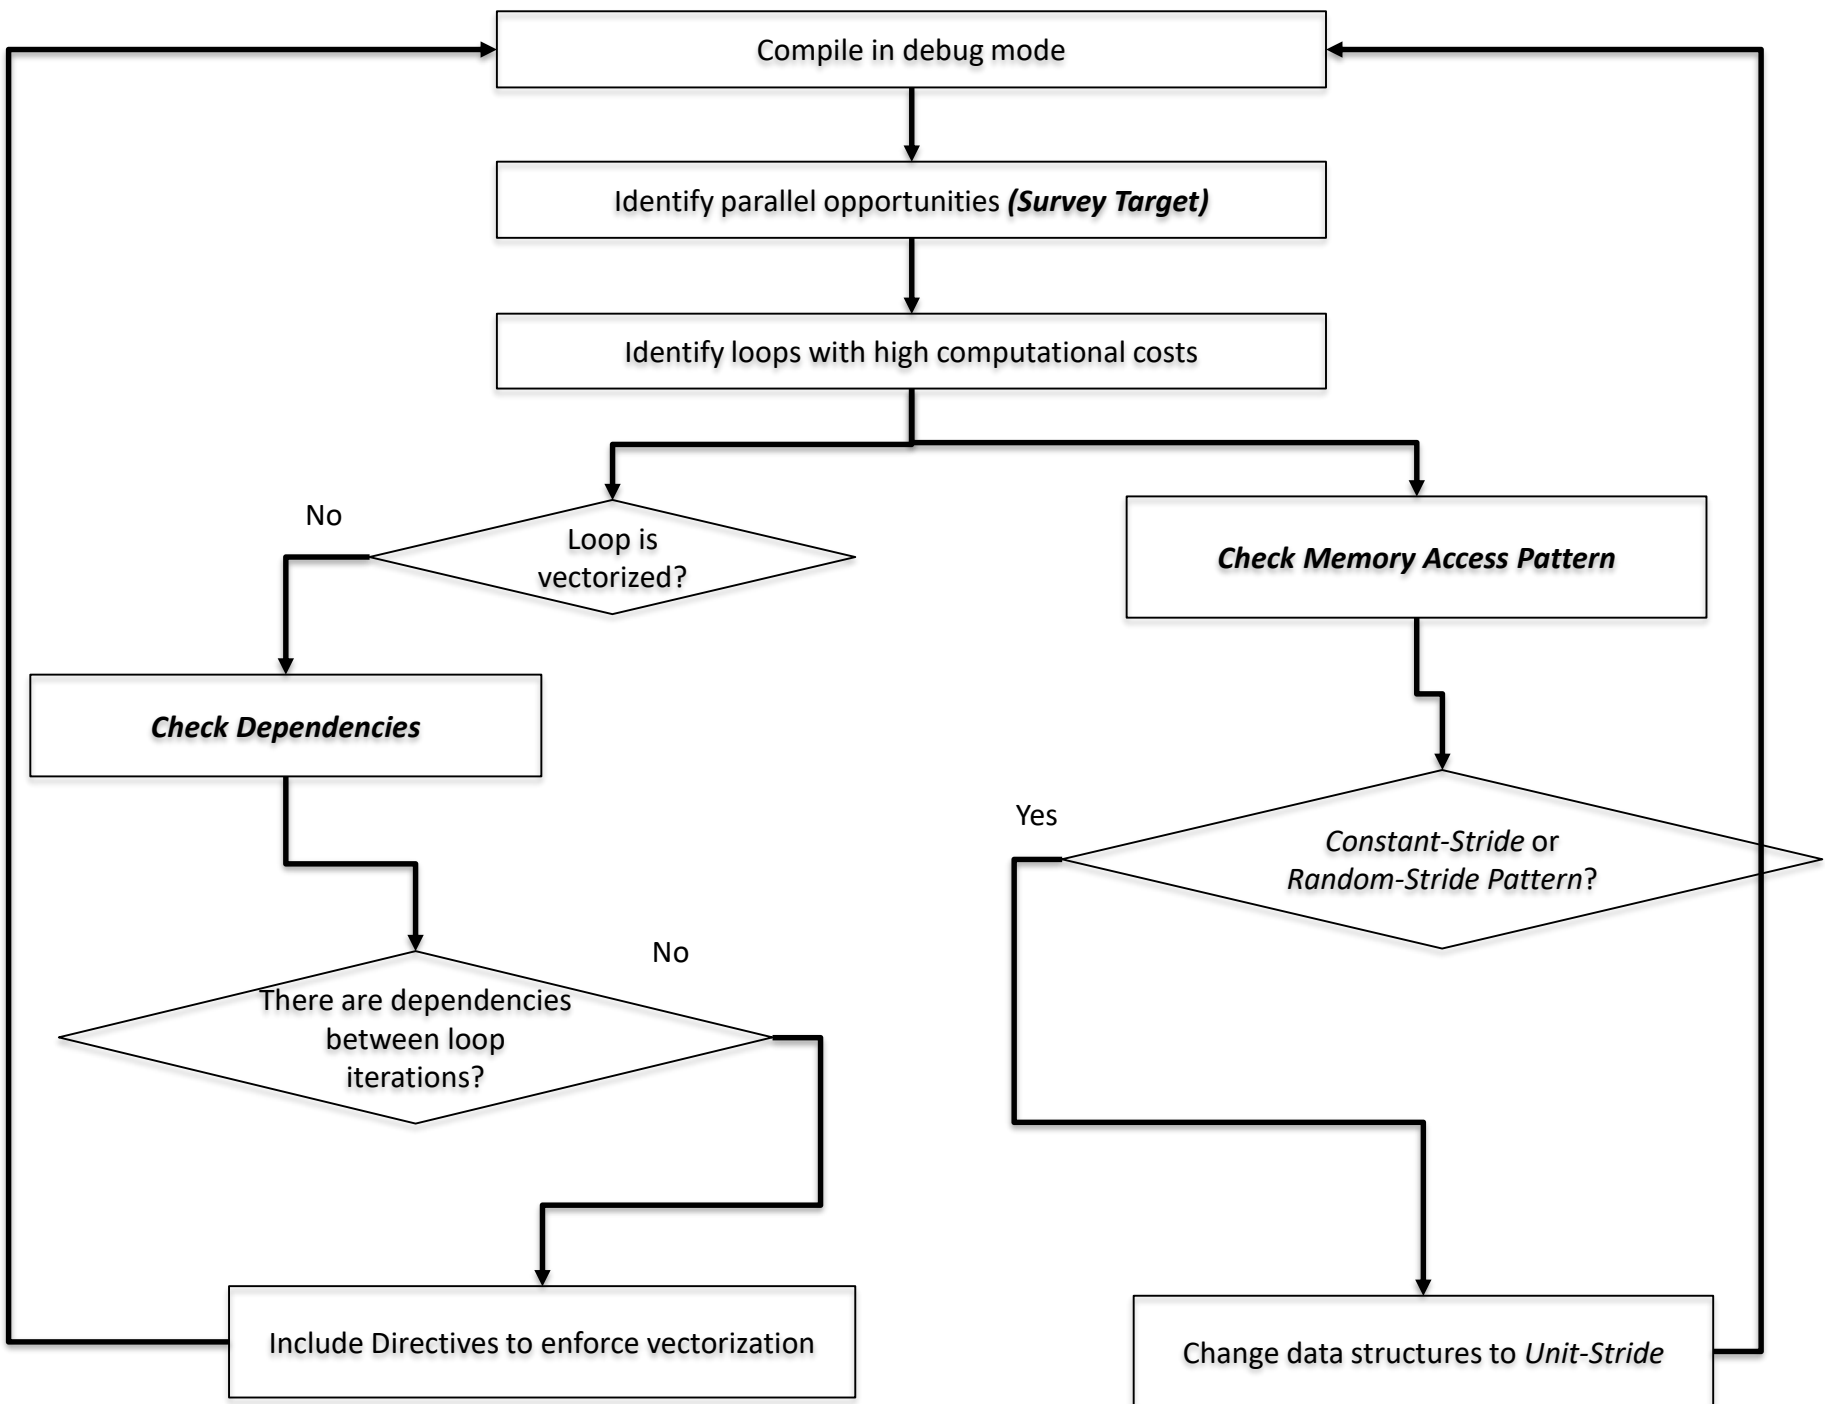 Compile in debug mode
Identify parallel opportunities (Survey Target)
Identify loops with high computational costs
No
Loop is
vectorized?
Check Memory Access Pattern
Check Dependencies
Yes
Constant-Stride or
Random-Stride Pattern?
No
There are dependencies
between loop
iterations?
Include Directives to enforce vectorization
Change data structures to Unit-Stride